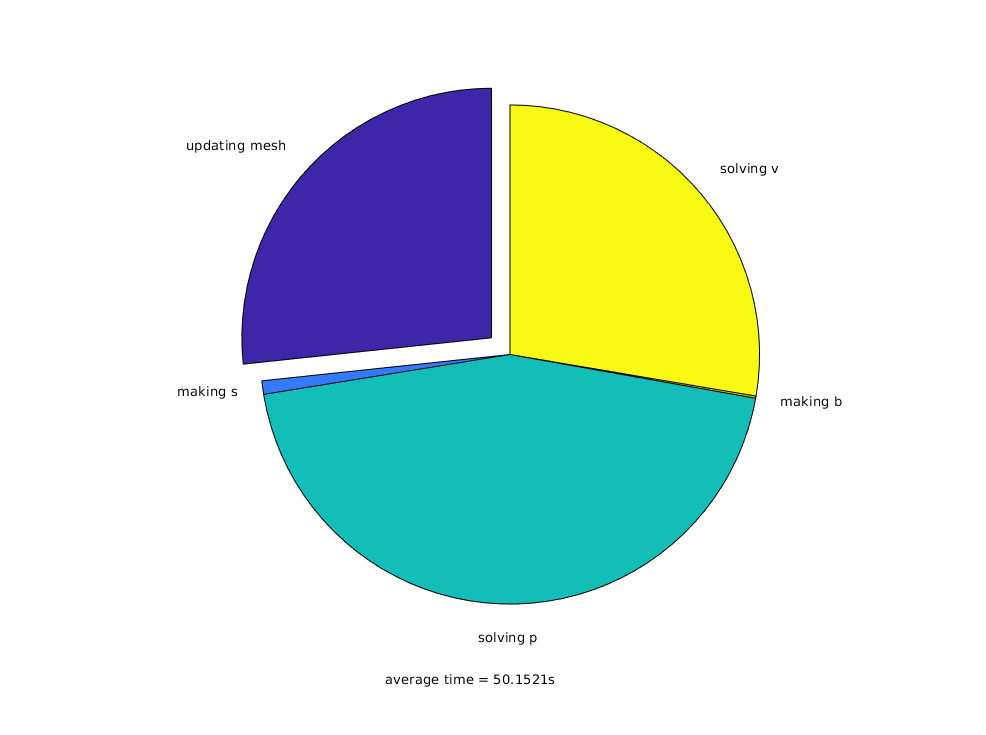 updating mesh
solving v
making s
making b
solving p
average time = 50.1521s